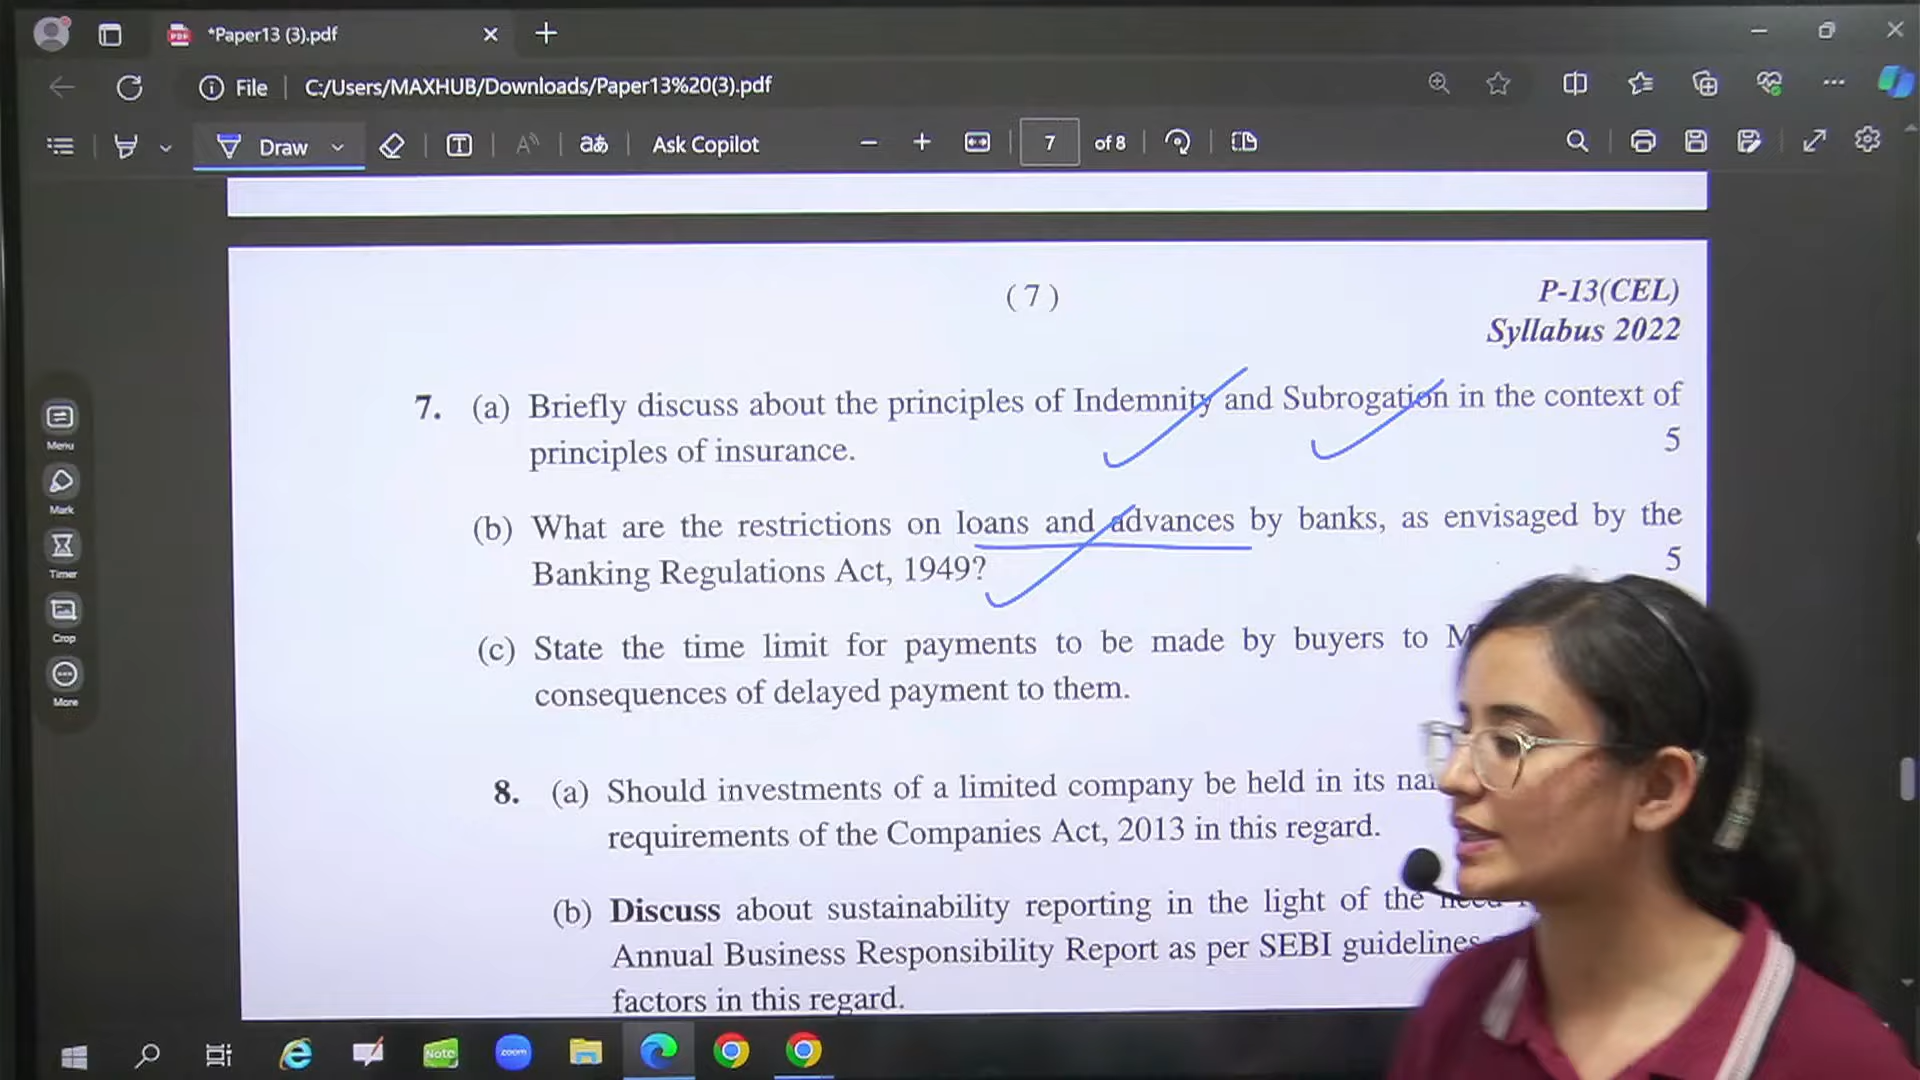 *Paper13 (3).pdf
File
C:/Users/MAXHUB/Downloads/Paper13%20(3).pdf
Draw
Ask Copilot
7 of 8
(7)
P-13(CEL)
Syllabus 2022
7. (a) Briefly discuss about the principles of Indemnity and Subrogation in the context of
principles of insurance. 5
(b) What are the restrictions on loans and advances by banks, as envisaged by the
Banking Regulations Act, 1949? 5
(c) State the time limit for payments to be made by buyers to
consequences of delayed payment to them.
8. (a) Should investments of a limited company be held in its
requirements of the Companies Act, 2013 in this regard.
(b) Discuss about sustainability reporting in the light of the
Annual Business Responsibility Report as per SEBI guidelines
factors in this regard.
Menu
Mark
Timer
Crop
More
Note
zoom